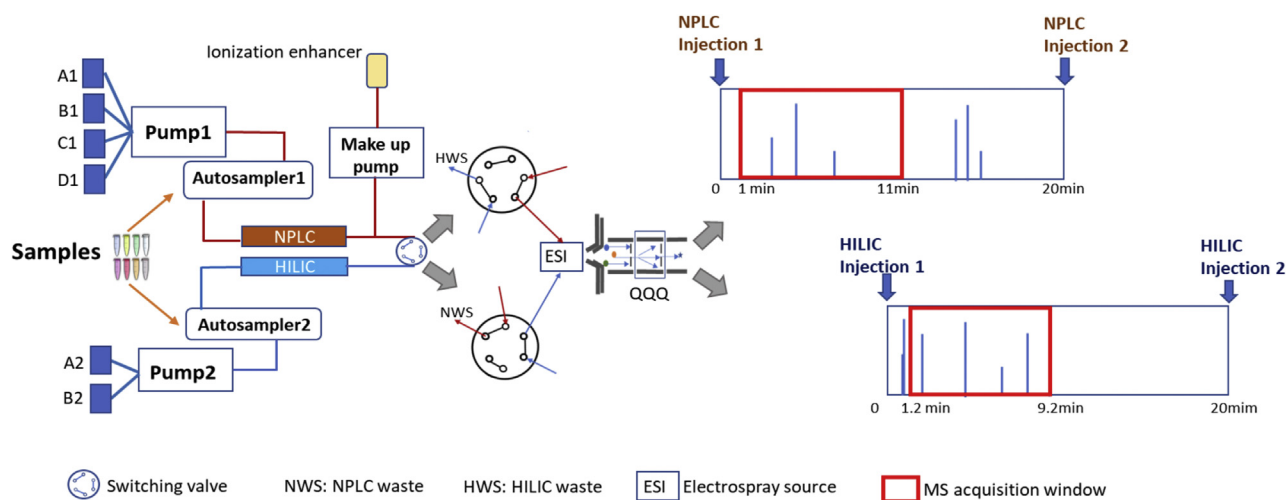 Ionization enhancer
A1
B1
C1
D1
Pump1
Autosampler1
Make up
pump
HWS
NPLC
HILIC
Samples
Autosampler2
A2
B2
Pump2
NWS
ESI
QQQ
NPLC
Injection 1
NPLC
Injection 2
0
1 min
11min
20min
HILIC
Injection 1
HILIC
Injection 2
0
1.2 min
9.2min
20mim
Switching valve
NWS: NPLC waste
HWS: HILIC waste
ESI
Electrospray source
MS acquisition window